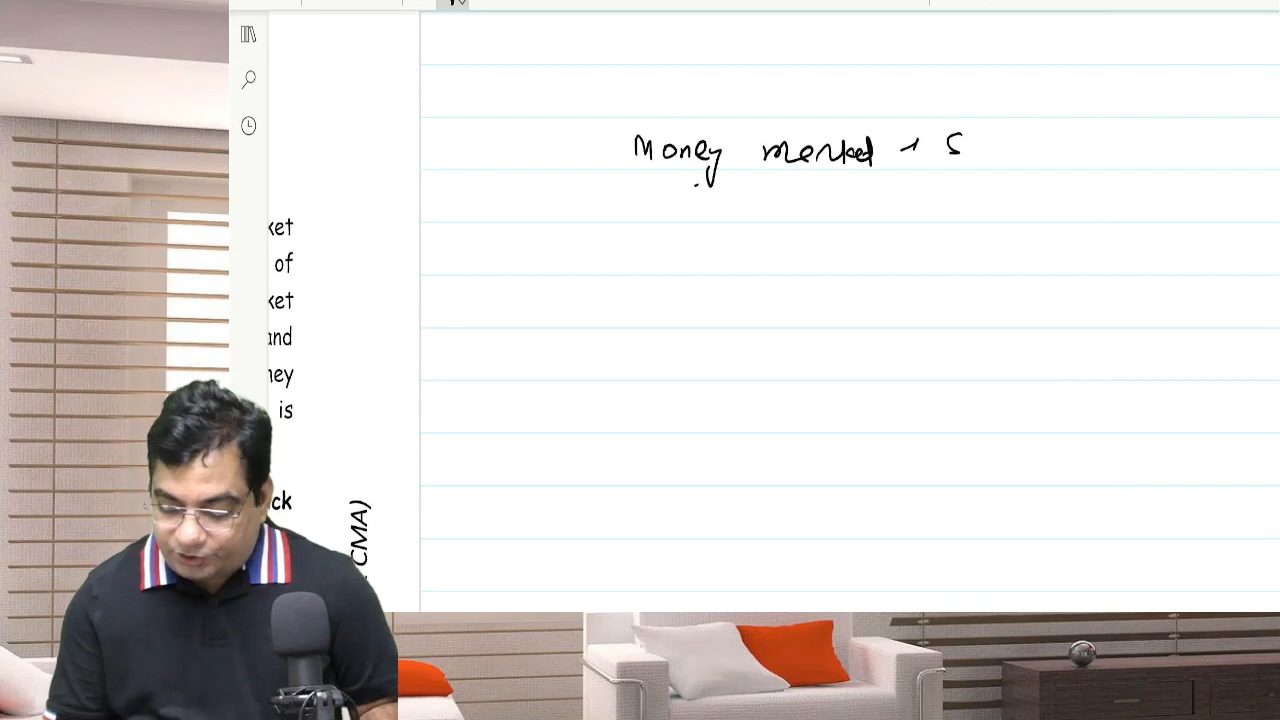 Money market → S
ket
of
ket
and
ney
is
ck
CMA)